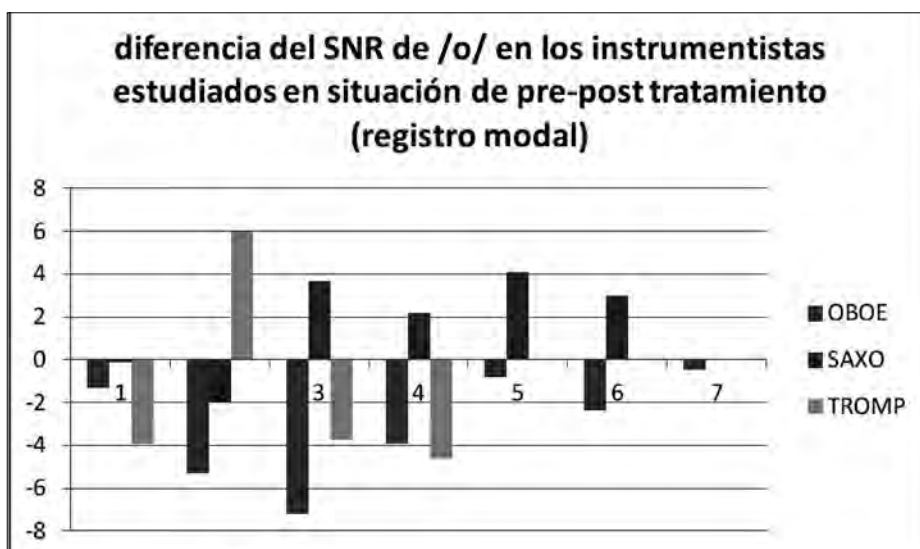 diferencia del SNR de /o/ en los instrumentistas
estudiados en situación de pre-post tratamiento
(registro modal)
8
6
4
2
0
-2
-4
-6
-8
1
3
4
5
6
7
OBOE
SAXO
TROMP